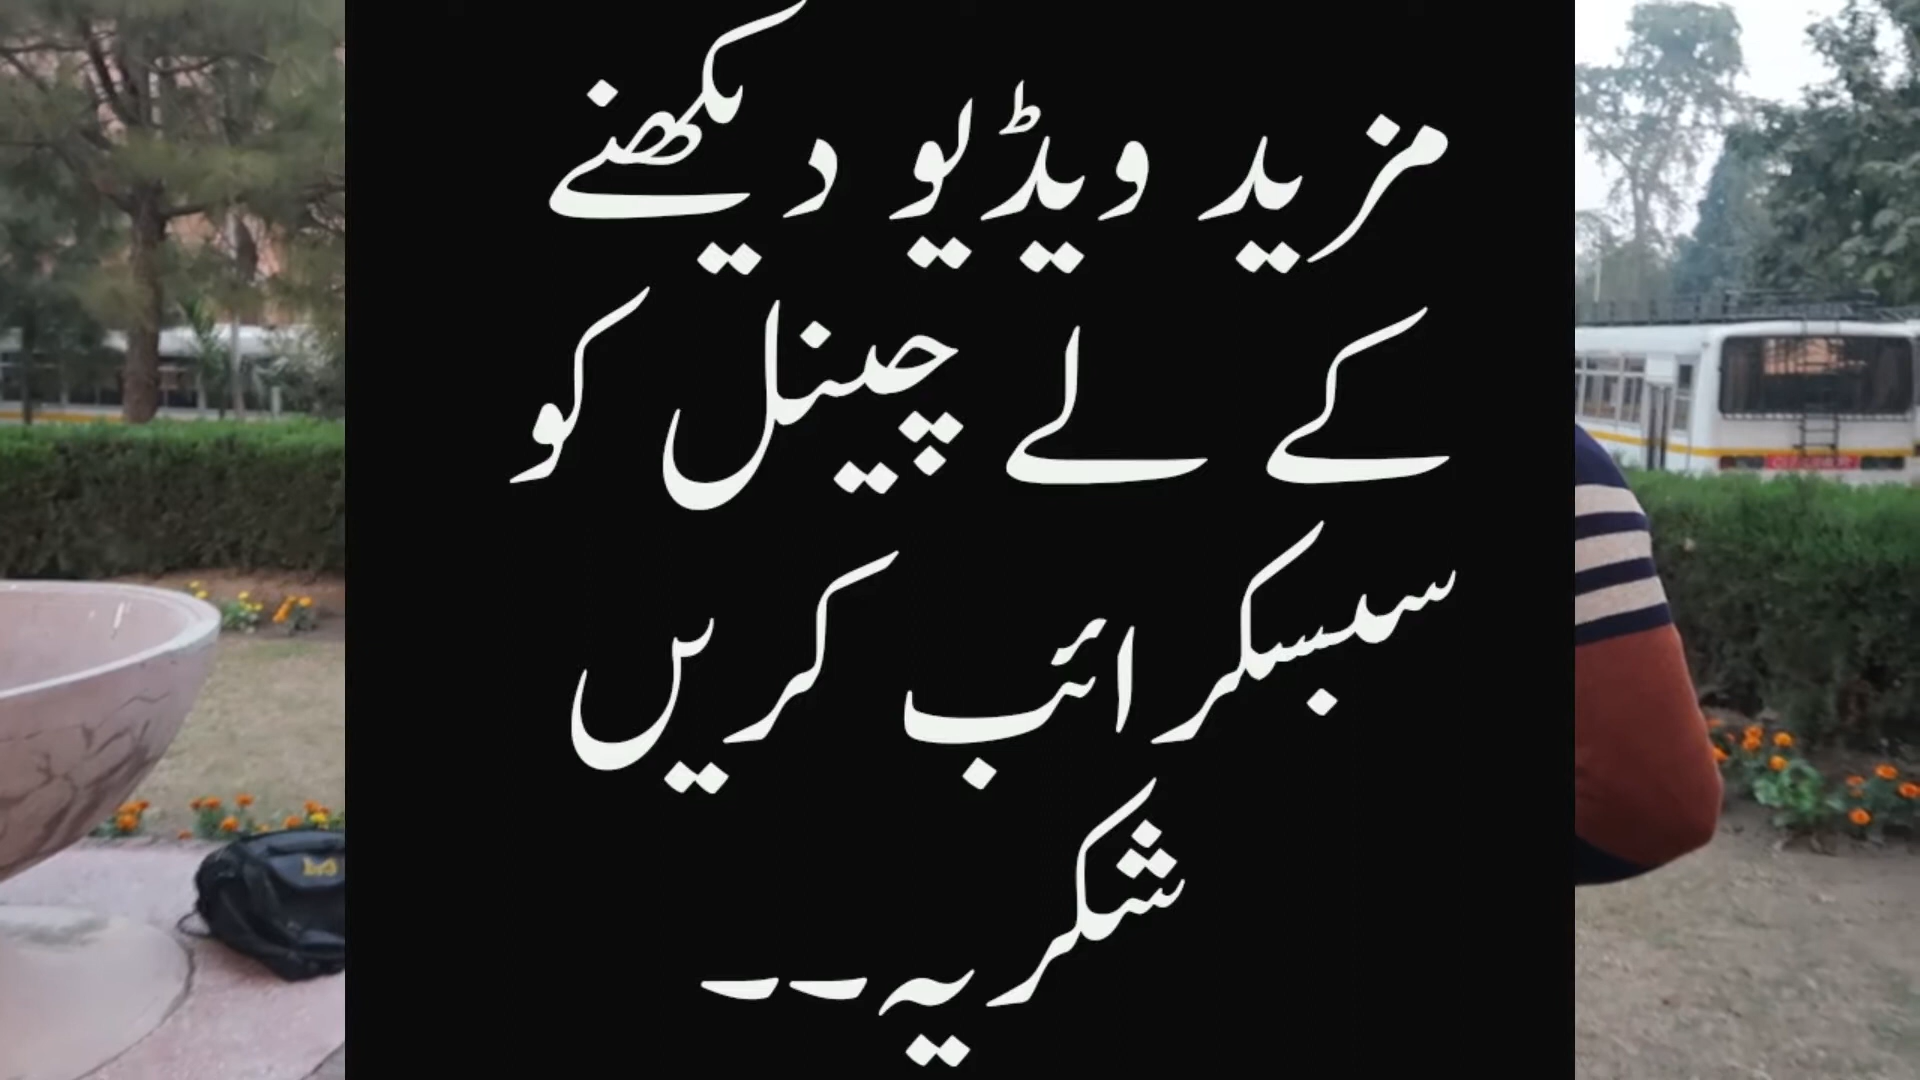 مزید ویڈیو دیکھنے
کے لے چینل کو
سبسکرائب کریں
شکریہ۔۔